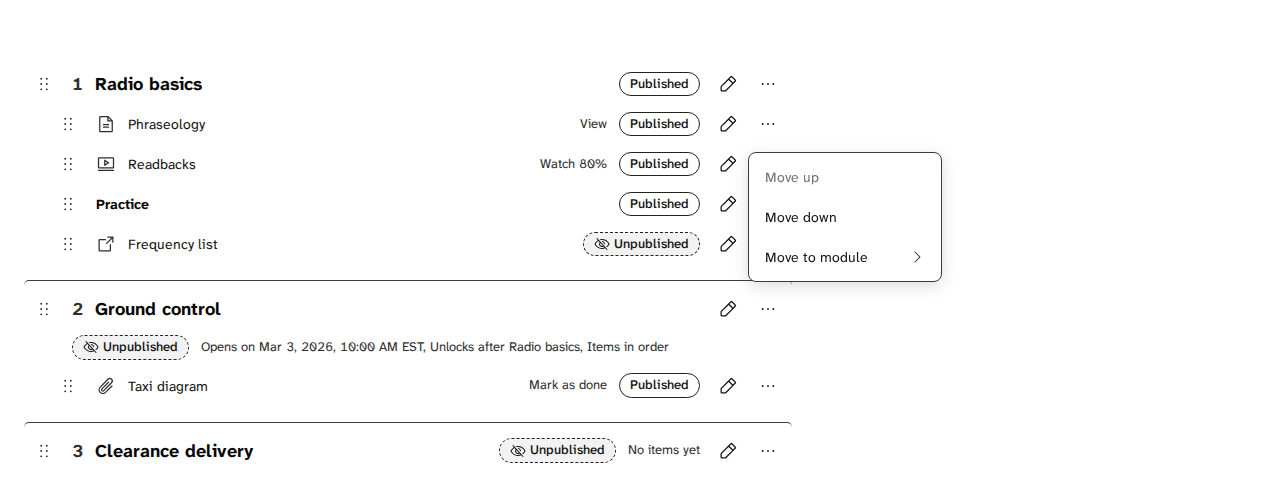 1 Radio basics Published
Phraseology View Published
Readbacks Watch 80% Published
Move up
Practice Published
Move down
Frequency list Unpublished
Move to module
2 Ground control
Unpublished Opens on Mar 3, 2026, 10:00 AM EST, Unlocks after Radio basics, Items in order
Taxi diagram Mark as done Published
3 Clearance delivery Unpublished No items yet